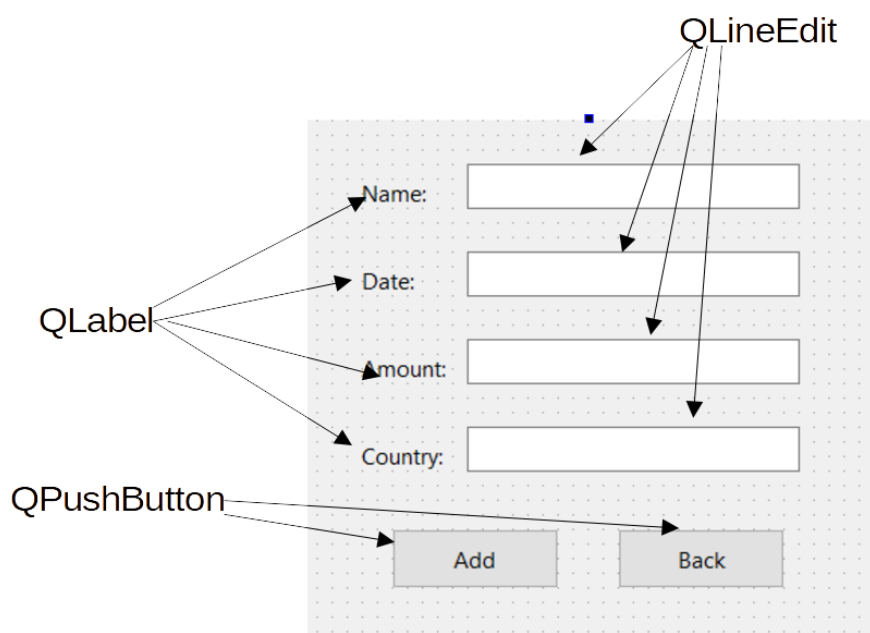 QLineEdit
Name:
Date:
QLabel
Amount:
Country:
QPushButton
Add
Back